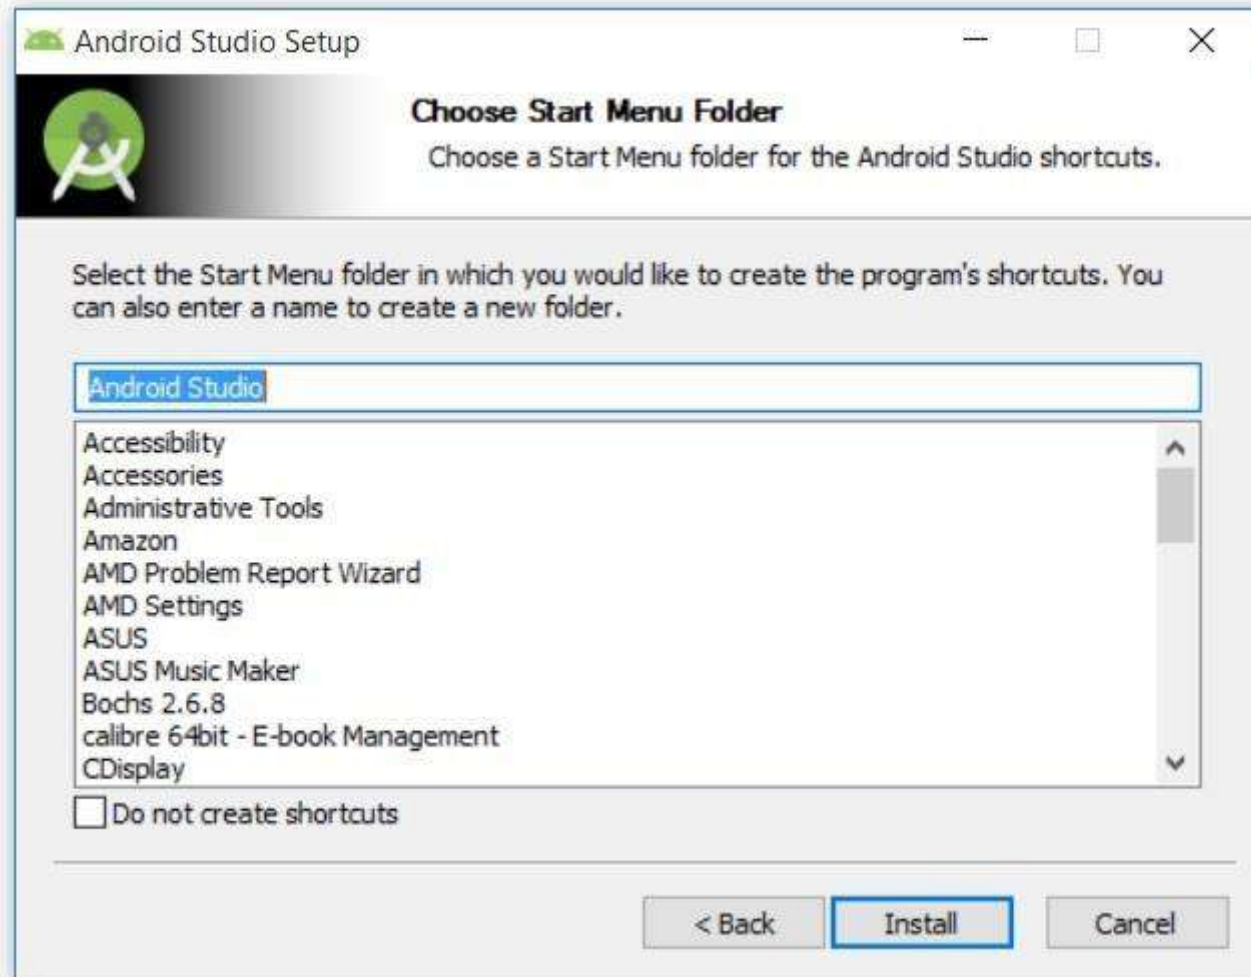 Android Studio Setup
Choose Start Menu Folder
Choose a Start Menu folder for the Android Studio shortcuts.
Select the Start Menu folder in which you would like to create the program's shortcuts. You
can also enter a name to create a new folder.
Android Studio
Accessibility
Accessories
Administrative Tools
Amazon
AMD Problem Report Wizard
AMD Settings
ASUS
ASUS Music Maker
Bochs 2.6.8
calibre 64bit - E-book Management
CDisplay
Do not create shortcuts
< Back Install Cancel